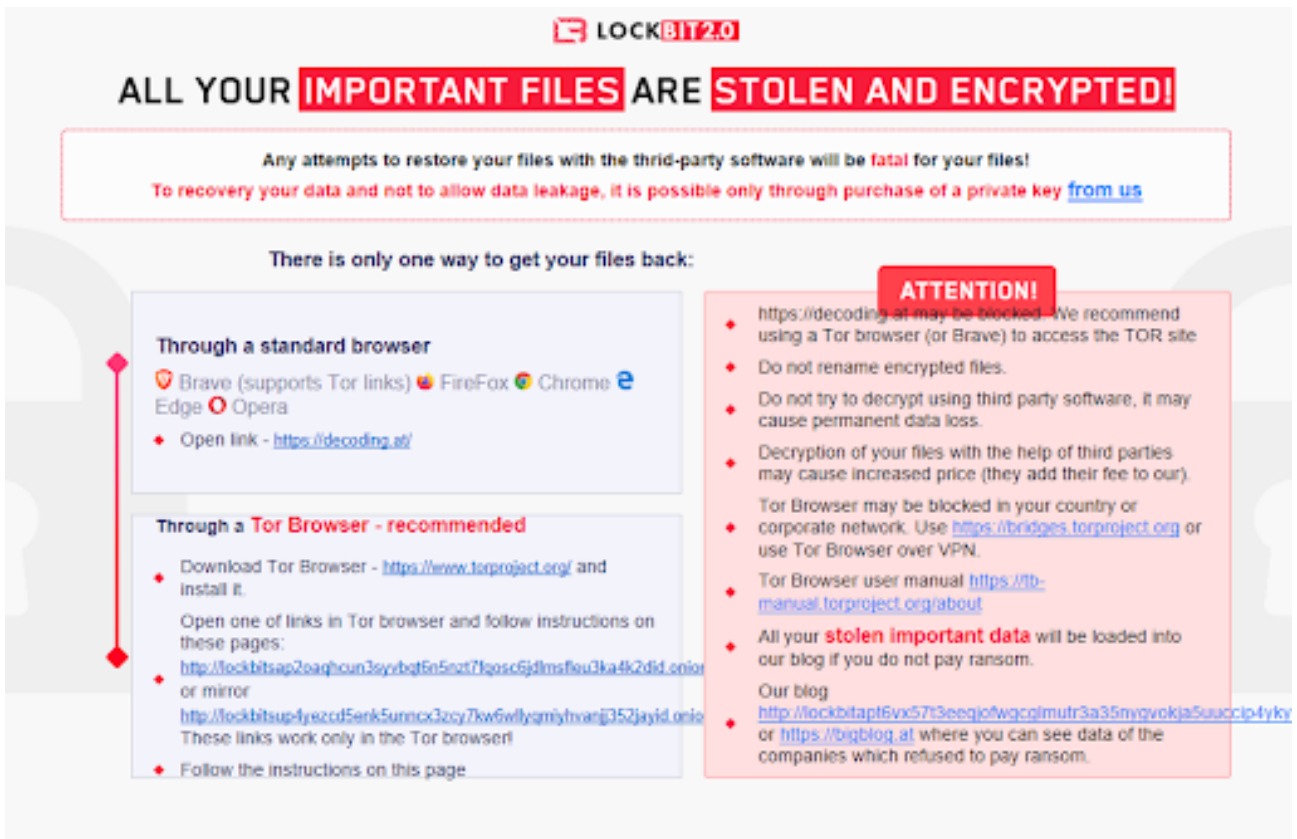 LOCKBIT2.0
ALL YOUR IMPORTANT FILES ARE STOLEN AND ENCRYPTED!
Any attempts to restore your files with the thrid-party software will be fatal for your files!
To recovery your data and not to allow data leakage, it is possible only through purchase of a private key from us
There is only one way to get your files back:
Through a standard browser
Brave (supports Tor links) FireFox Chrome
Edge Opera
Open link - https://decoding.at/
Through a Tor Browser - recommended
Download Tor Browser - https://www.torproject.org/ and
install it.
Open one of links in Tor browser and follow instructions on
these pages:
or mirror
These links work only in the Tor browser!
Follow the instructions on this page
ATTENTION!
https://decoding.at may be blocked. We recommend
using a Tor browser (or Brave) to access the TOR site
Do not rename encrypted files.
Do not try to decrypt using third party software, it may
cause permanent data loss.
Decryption of your files with the help of third parties
may cause increased price (they add their fee to our).
Tor Browser may be blocked in your country or
corporate network. Use https://bridges.torproject.org or
use Tor Browser over VPN.
Tor Browser user manual https://tb-
manual.torproject.org/about
All your stolen important data will be loaded into
our blog if you do not pay ransom.
Our blog
or https://bigblog.at where you can see data of the
companies which refused to pay ransom.